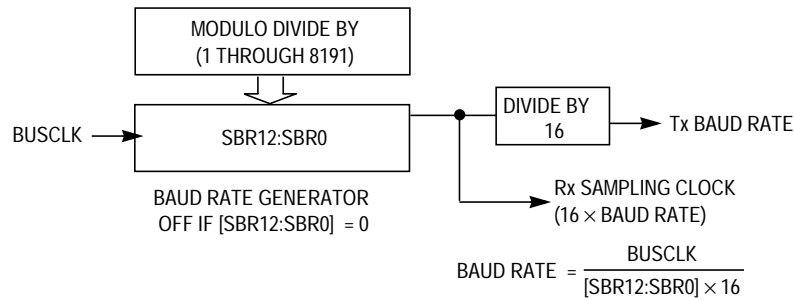 MODULO DIVIDE BY
(1 THROUGH 8191)
BUSCLK
SBR12:SBR0
DIVIDE BY
16
Tx BAUD RATE
BAUD RATE GENERATOR
OFF IF [SBR12:SBR0] = 0
Rx SAMPLING CLOCK
(16 × BAUD RATE)
BAUD RATE =
BUSCLK
[SBR12:SBR0] × 16